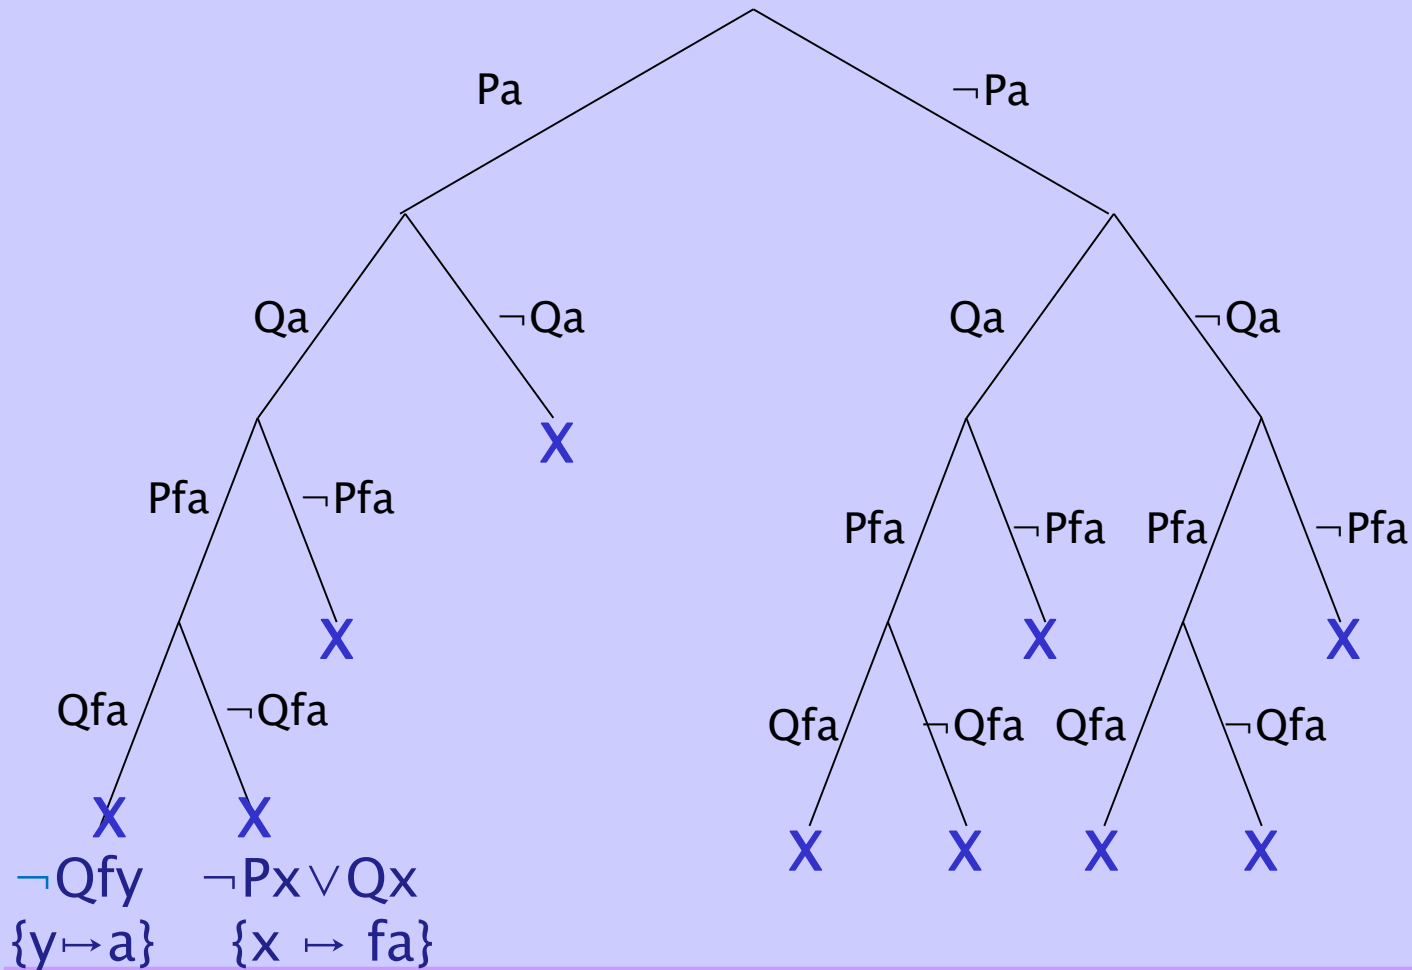 Pa ¬Pa
Qa ¬Qa Qa ¬Qa
X
Pfa ¬Pfa Pfa ¬Pfa Pfa ¬Pfa
X X X
Qfa ¬Qfa Qfa ¬Qfa Qfa ¬Qfa
X X X X X X
¬Qfy ¬Px∨Qx
{y↦a} {x ↦ fa}